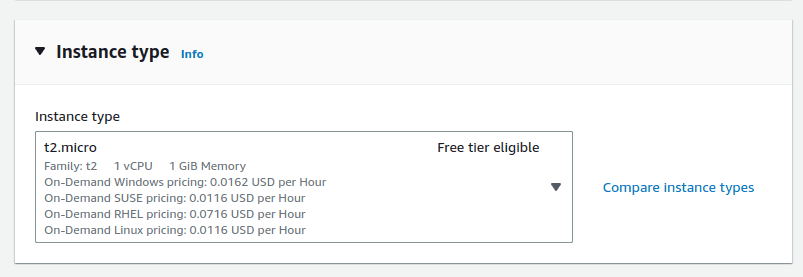 Instance type Info
Instance type
t2.micro Free tier eligible
Family: t2 1 vCPU 1 GiB Memory
On-Demand Windows pricing: 0.0162 USD per Hour
On-Demand SUSE pricing: 0.0116 USD per Hour
On-Demand RHEL pricing: 0.0716 USD per Hour
On-Demand Linux pricing: 0.0116 USD per Hour
Compare instance types